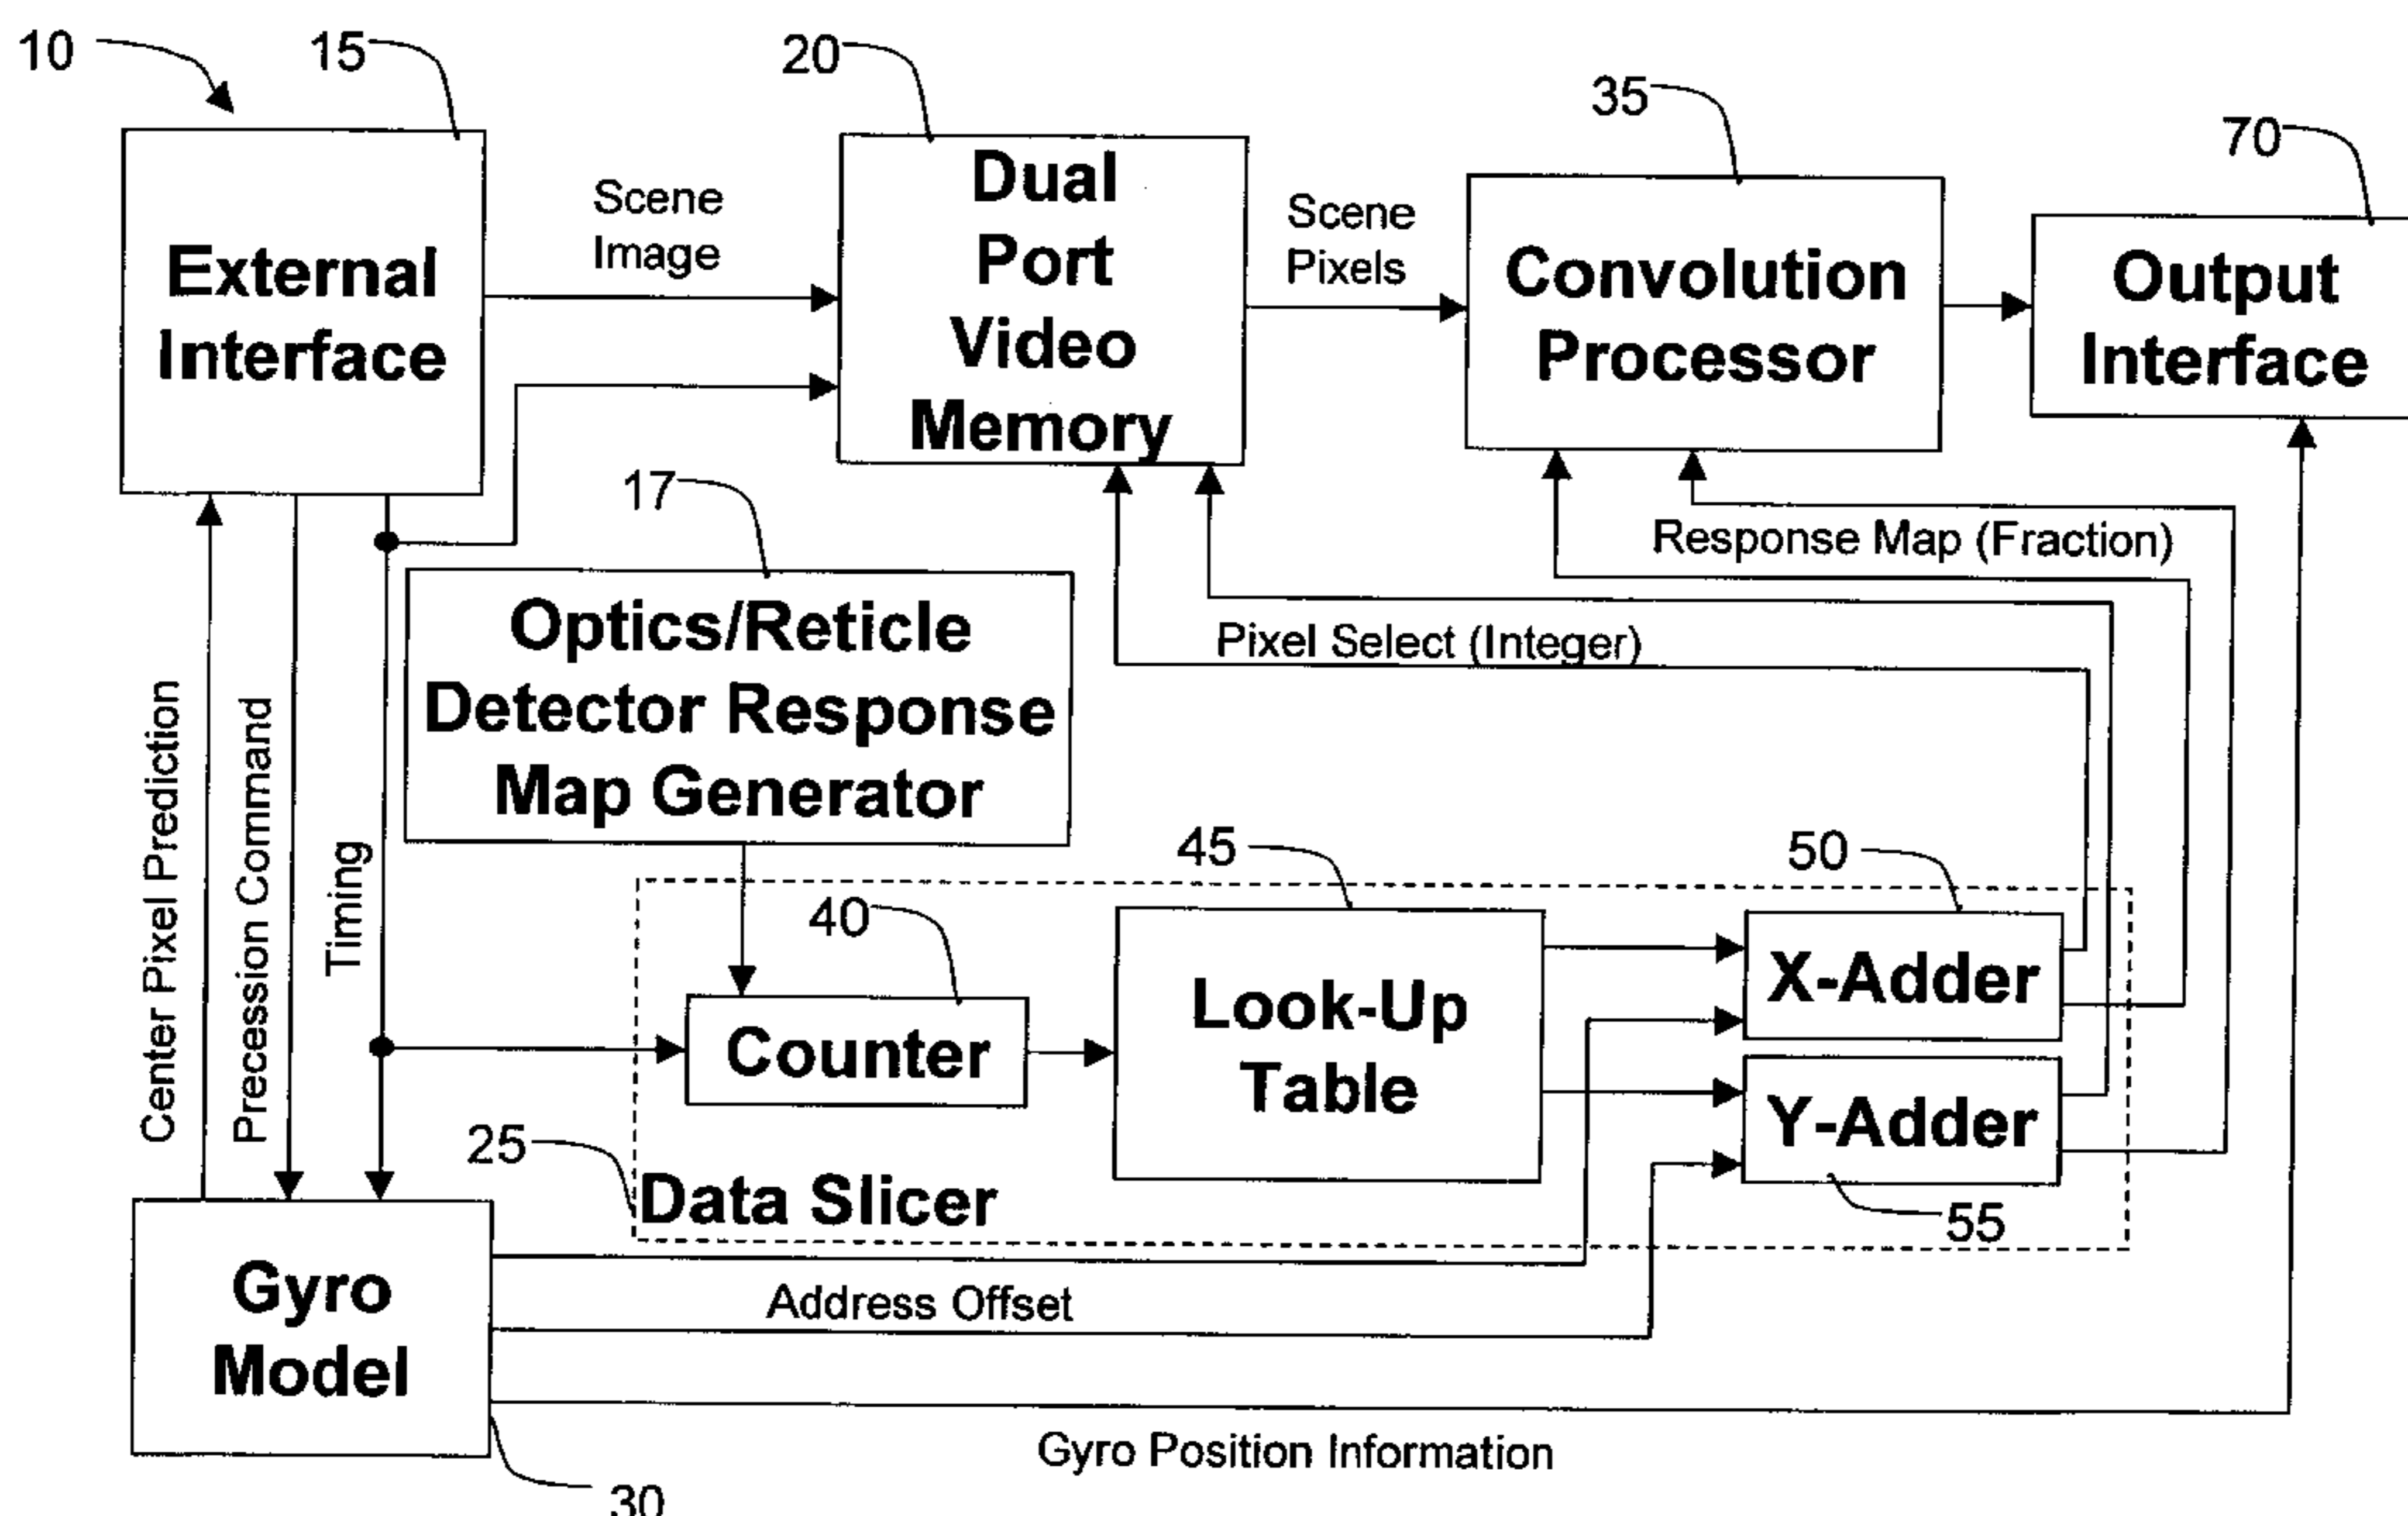 10
15
20
35
70
External
Interface
Scene
Image
Dual
Port
Video
Memory
Scene
Pixels
Convolution
Processor
Output
Interface
17
Response Map (Fraction)
Optics/Reticle
Detector Response
Map Generator
Pixel Select (Integer)
Center Pixel Prediction
Precession Command
Timing
45
50
40
Counter
Look-Up
Table
X-Adder
Y-Adder
25
Data Slicer
55
Gyro
Model
Address Offset
Gyro Position Information
30